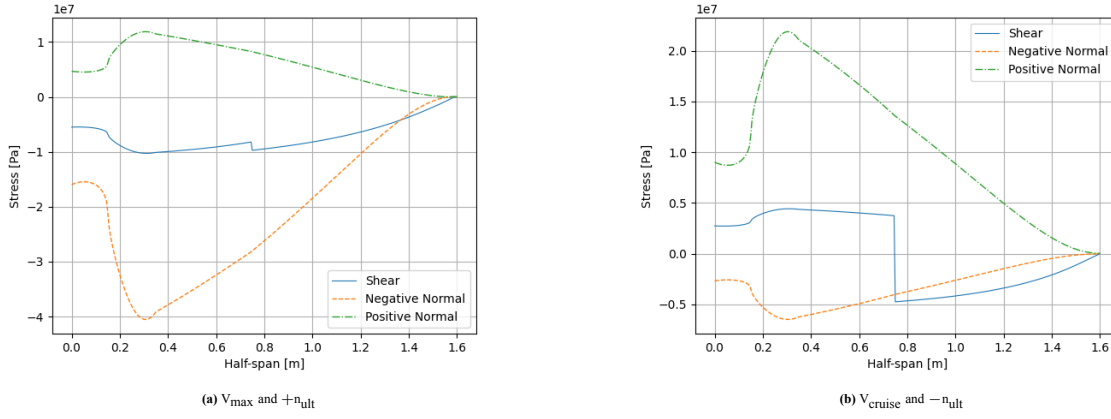 1e7
1
0
−1
−2
−3
−4
Stress [Pa]
Shear
Negative Normal
Positive Normal
0.0 0.2 0.4 0.6 0.8 1.0 1.2 1.4 1.6
Half-span [m]
(a) Vmax and +nult
1e7
2.0
1.5
1.0
0.5
0.0
−0.5
Stress [Pa]
Shear
Negative Normal
Positive Normal
0.0 0.2 0.4 0.6 0.8 1.0 1.2 1.4 1.6
Half-span [m]
(b) Vcruise and −nult